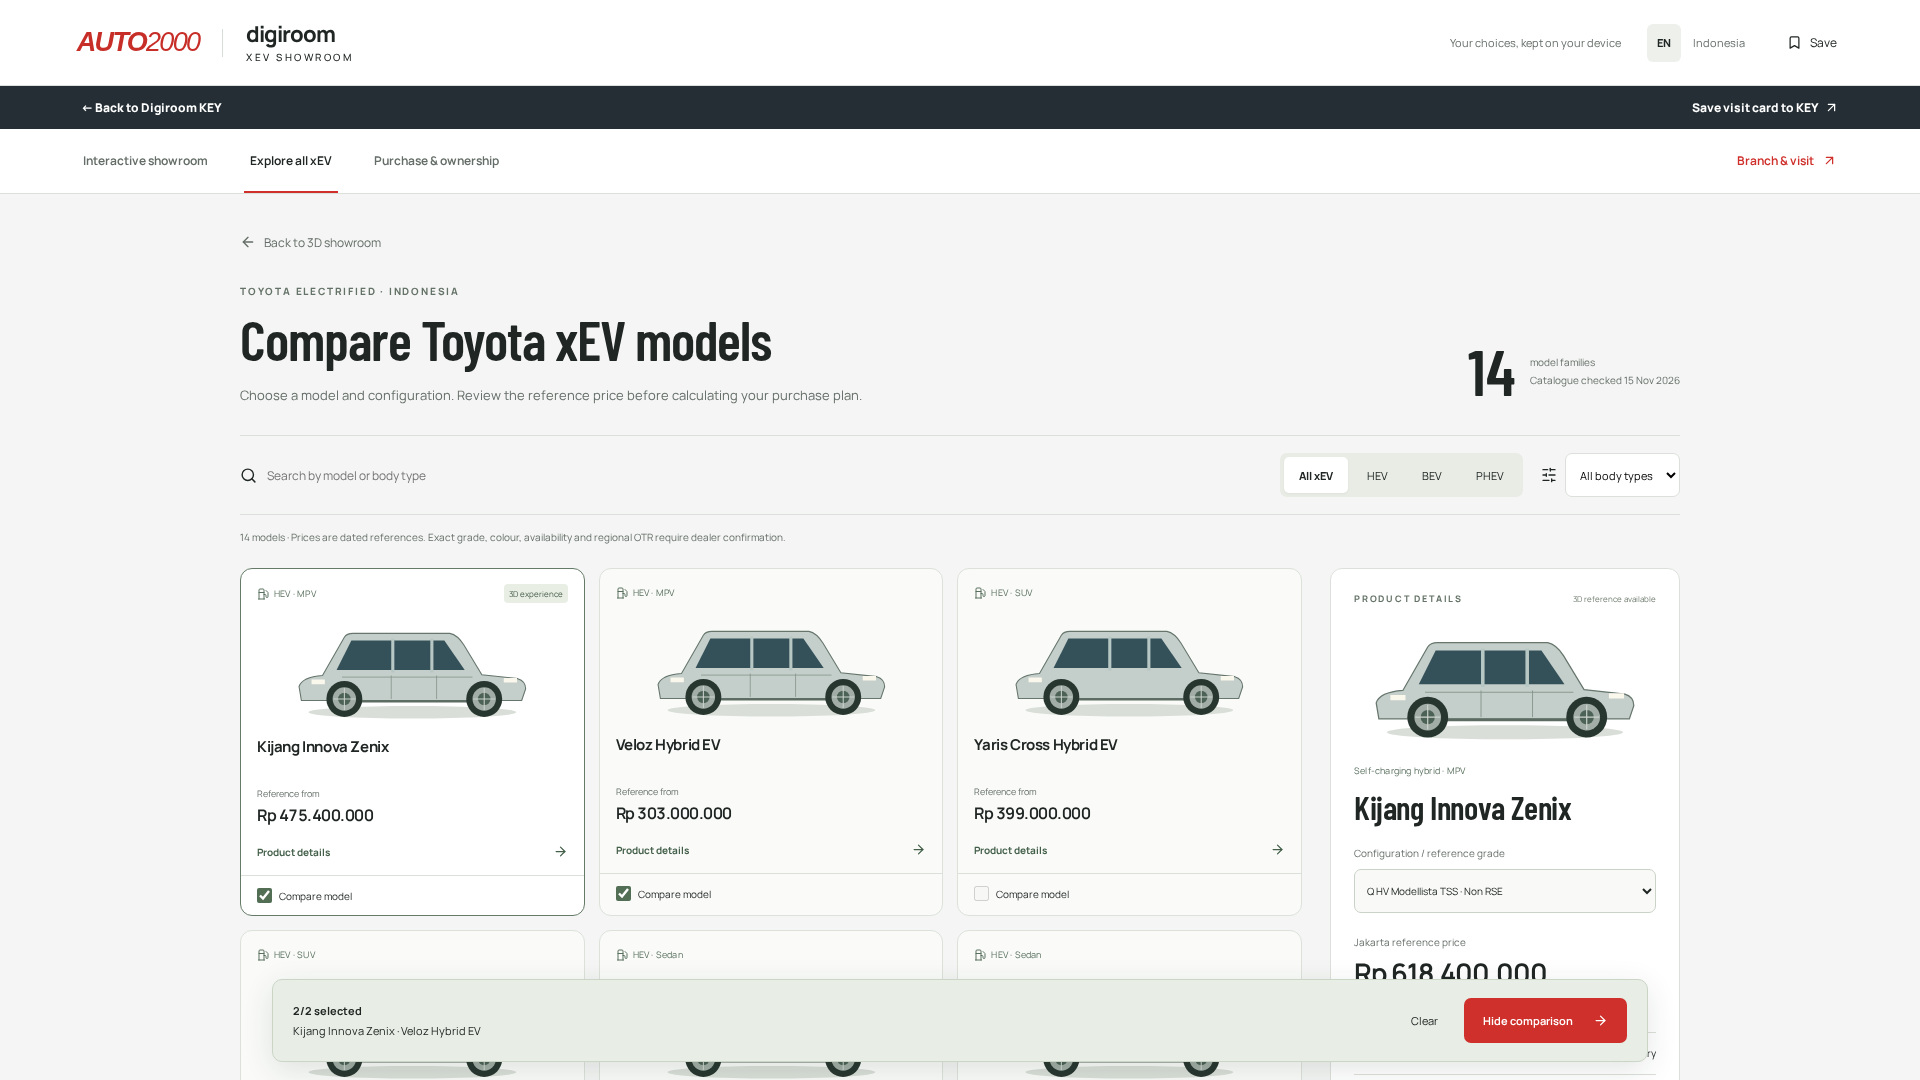 AUTO2000
digiroom
XEV SHOWROOM
Your choices, kept on your device
EN
Indonesia
Save
← Back to Digiroom KEY
Save visit card to KEY
Interactive showroom
Explore all xEV
Purchase & ownership
Branch & visit
Back to 3D showroom
TOYOTA ELECTRIFIED · INDONESIA
Compare Toyota xEV models
Choose a model and configuration. Review the reference price before calculating your purchase plan.
14
model families
Catalogue checked 15 Nov 2026
Search by model or body type
All xEV
HEV
BEV
PHEV
All body types
14 models · Prices are dated references. Exact grade, colour, availability and regional OTR require dealer confirmation.
HEV · MPV
3D experience
Kijang Innova Zenix
Reference from
Rp 475.400.000
Product details
Compare model
HEV · MPV
Veloz Hybrid EV
Reference from
Rp 303.000.000
Product details
Compare model
HEV · SUV
Yaris Cross Hybrid EV
Reference from
Rp 399.000.000
Product details
Compare model
PRODUCT DETAILS
3D reference available
Self-charging hybrid · MPV
Kijang Innova Zenix
Configuration / reference grade
Q HV Modellista TSS · Non RSE
Jakarta reference price
Rp 618.400.000
HEV · SUV
HEV · Sedan
HEV · Sedan
2/2 selected
Kijang Innova Zenix · Veloz Hybrid EV
Clear
Hide comparison